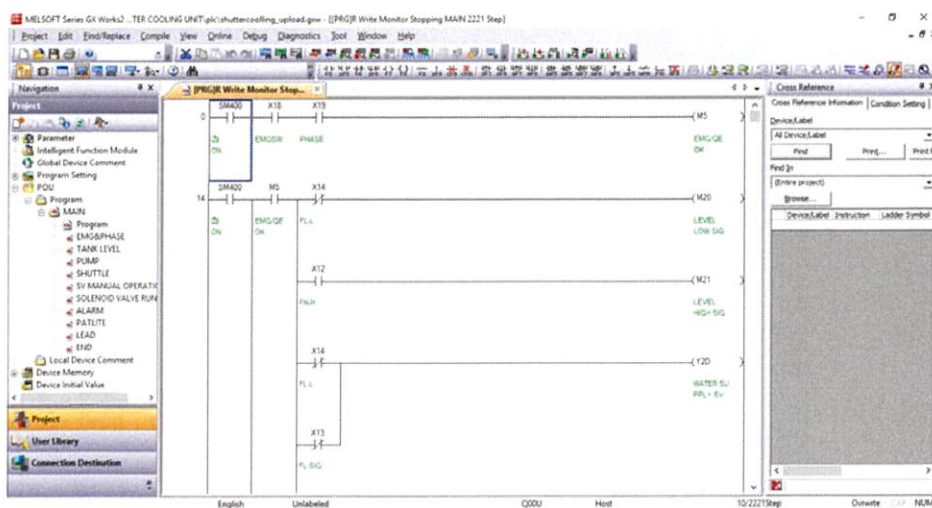 MELSOFT Series GX Works2 ...TER COOLING UNIT\plc\shuttercoolling_upload.gxw - [[PRG]R Write Monitor Stopping MAIN 2221 Step]
Project Edit Find/Replace Compile View Online Debug Diagnostics Tool Window Help
Navigation
[PRG]R Write Monitor Stop...
Cross Reference
Project
Cross Reference Information Condition Setting
Device/Label
All Device/Label
Find Print...
Find In
(Entire project)
Browse...
Device/Label Instruction Ladder Symbol
Parameter
Intelligent Function Module
Global Device Comment
Program Setting
POU
Program
MAIN
Program
EMG&PHASE
TANK LEVEL
PUMP
SHUTTLE
SV MANUAL OPERATI
SOLENOID VALVE RUN
ALARM
PATLITE
LEAD
END
Local Device Comment
Device Memory
Device Initial Value
Project
User Library
Connection Destination
SM400 X18 X19
0 M5
ON EMGSW PHASE EMG/QE
OK
SM400 M5 X14
14 M20
ON EMG/QE OK FL-L LEVEL
LOW SIG
X12
M21
LEVEL
HIGH SIG
X14
Y2D
FL-L WATER SU
PPLY SV
X13
FL SIG
English Unlabeled Q00U Host 10/2221Step Ovrwrte CAP NUM